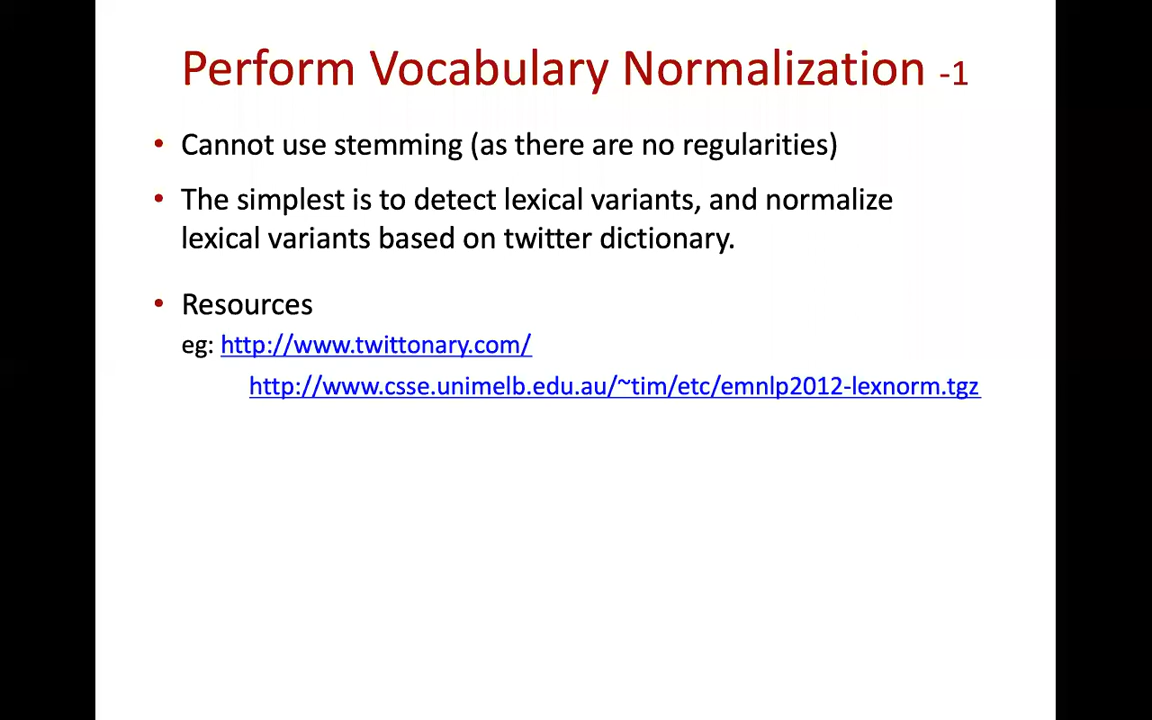 Perform Vocabulary Normalization -1
• Cannot use stemming (as there are no regularities)
• The simplest is to detect lexical variants, and normalize
lexical variants based on twitter dictionary.
• Resources
eg: http://www.twittonary.com/
http://www.csse.unimelb.edu.au/~tim/etc/emnlp2012-lexnorm.tgz